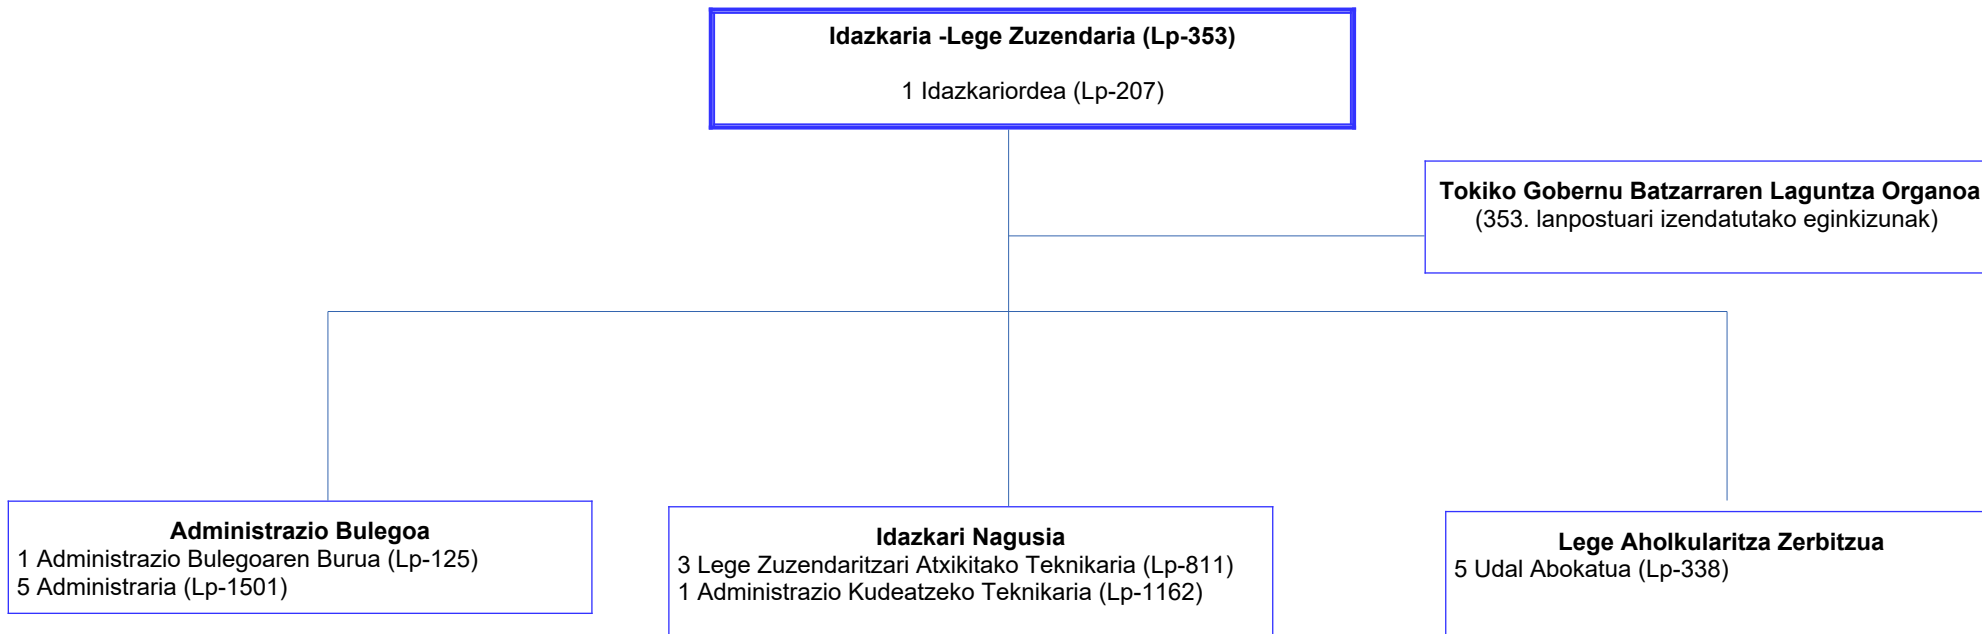 Idazkaria -Lege Zuzendaria (Lp-353)
1 Idazkariordea (Lp-207)
Tokiko Gobernu Batzarraren Laguntza Organoa
(353. lanpostuari izendatutako eginkizunak)
Administrazio Bulegoa
1 Administrazio Bulegoaren Burua (Lp-125)
5 Administraria (Lp-1501)
Idazkari Nagusia
3 Lege Zuzendaritzari Atxikitako Teknikaria (Lp-811)
1 Administrazio Kudeatzeko Teknikaria (Lp-1162)
Lege Aholkularitza Zerbitzua
5 Udal Abokatua (Lp-338)